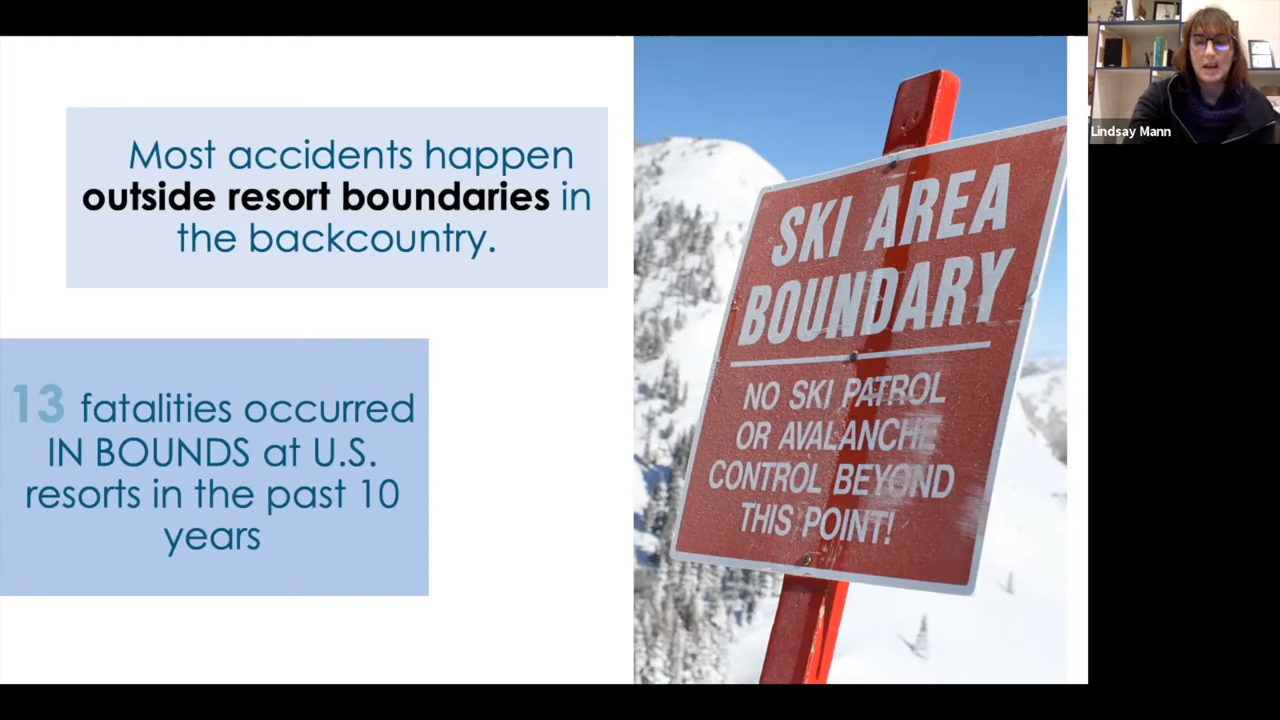 Most accidents happen
outside resort boundaries in
the backcountry.
13 fatalities occurred
IN BOUNDS at U.S.
resorts in the past 10
years
SKI AREA
BOUNDARY
NO SKI PATROL
OR AVALANCHE
CONTROL BEYOND
THIS POINT!
Lindsay Mann